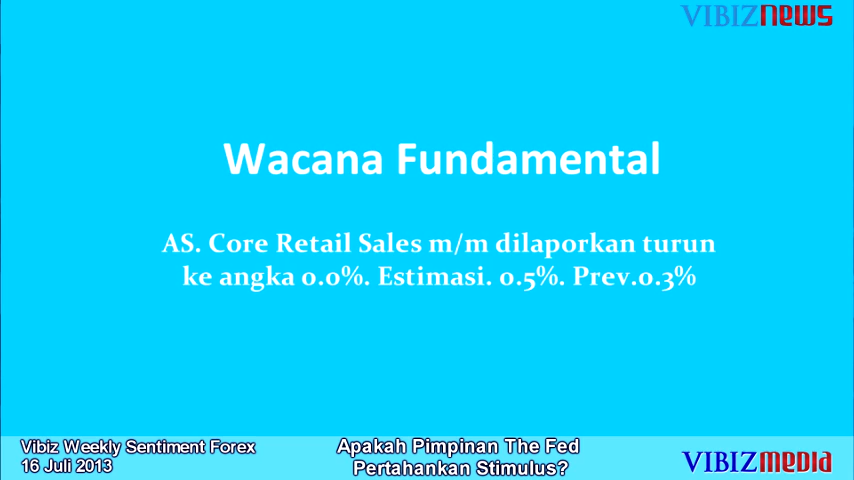 VIBIZNEWS
Wacana Fundamental
AS. Core Retail Sales m/m dilaporkan turun
ke angka 0.0%. Estimasi. 0.5%. Prev.0.3%
Vibiz Weekly Sentiment Forex
16 Juli 2013
Apakah Pimpinan The Fed
Pertahankan Stimulus?
VIBIZMEDIA